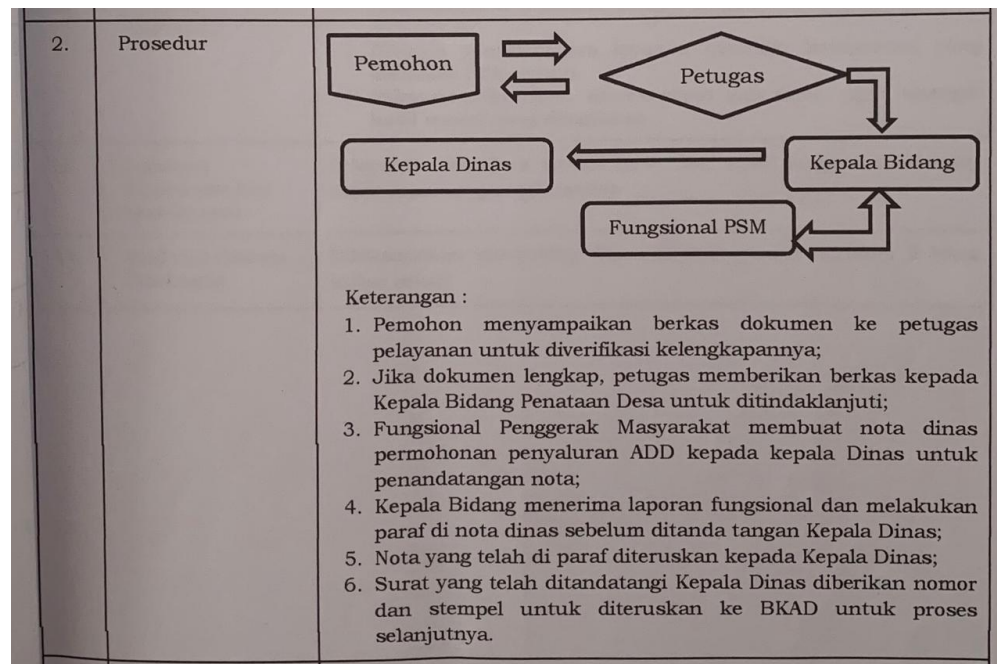 2. Prosedur
Pemohon
Petugas
Kepala Dinas
Kepala Bidang
Fungsional PSM
Keterangan :
1. Pemohon menyampaikan berkas dokumen ke petugas
pelayanan untuk diverifikasi kelengkapannya;
2. Jika dokumen lengkap, petugas memberikan berkas kepada
Kepala Bidang Penataan Desa untuk ditindaklanjuti;
3. Fungsional Penggerak Masyarakat membuat nota dinas
permohonan penyaluran ADD kepada kepala Dinas untuk
penandatangan nota;
4. Kepala Bidang menerima laporan fungsional dan melakukan
paraf di nota dinas sebelum ditanda tangan Kepala Dinas;
5. Nota yang telah di paraf diteruskan kepada Kepala Dinas;
6. Surat yang telah ditandatangi Kepala Dinas diberikan nomor
dan stempel untuk diteruskan ke BKAD untuk proses
selanjutnya.